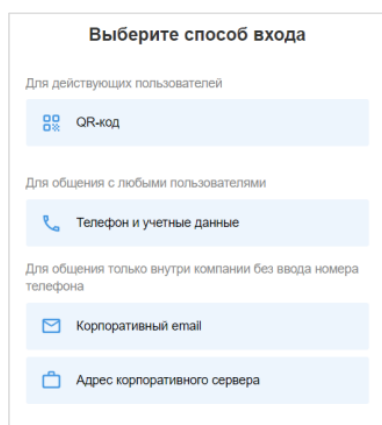 Выберите способ входа
Для действующих пользователей
QR-код
Для общения с любыми пользователями
Телефон и учетные данные
Для общения только внутри компании без ввода номера
телефона
Корпоративный email
Адрес корпоративного сервера